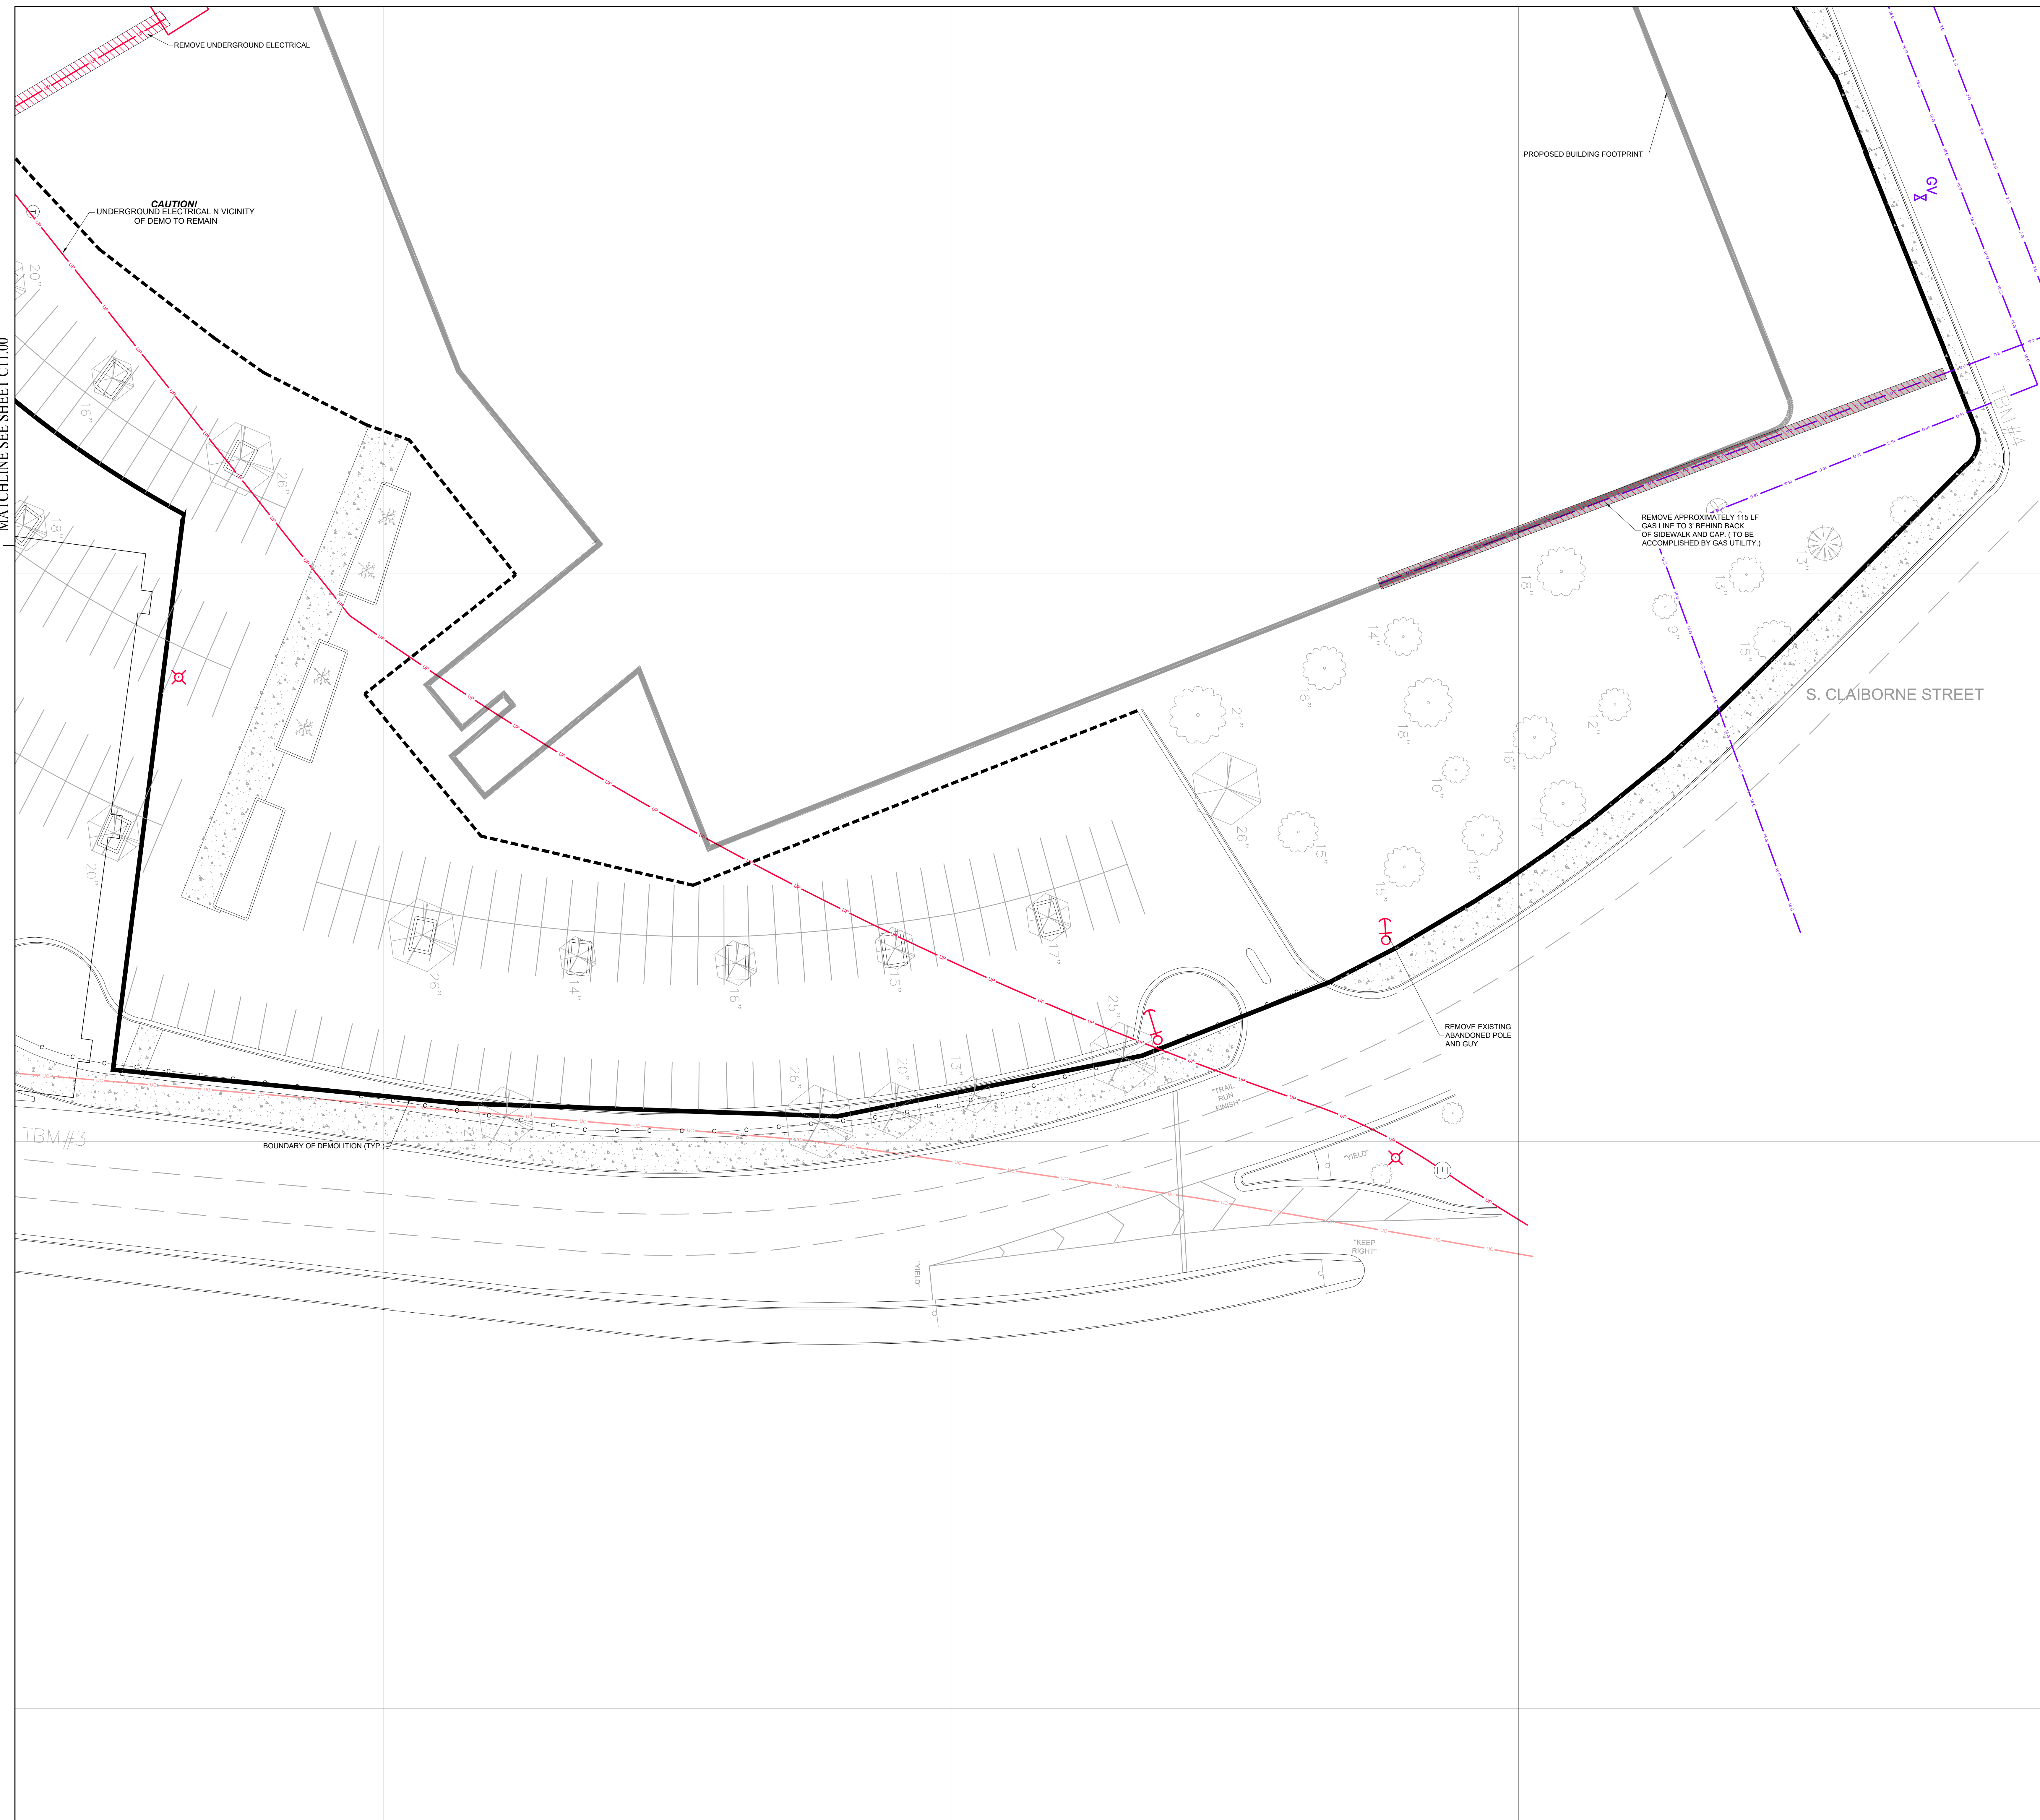 REMOVE UNDERGROUND ELECTRICAL
PROPOSED BUILDING FOOTPRINT
GV
CAUTION!
UNDERGROUND ELECTRICAL N VICINITY
OF DEMO TO REMAIN
MATCHLINE SEE SHEET C11.00
T
20"
16"
26"
18"
20"
TBM#4
REMOVE APPROXIMATELY 115 LF
GAS LINE TO 3' BEHIND BACK
OF SIDEWALK AND CAP. ( TO BE
ACCOMPLISHED BY GAS UTILITY.)
18"
13"
13"
9"
15"
14"
16"
21"
18"
12"
16"
10"
17"
15"
15"
26"
15"
S. CLAIBORNE STREET
26"
14"
16"
15"
17"
25"
REMOVE EXISTING
ABANDONED POLE
AND GUY
26"
20"
13"
"TRAIL
RUN
FINISH"
TBM#3
BOUNDARY OF DEMOLITION (TYP.)
"YIELD"
E
"KEEP
RIGHT"
"YIELD"
UP
UC
C